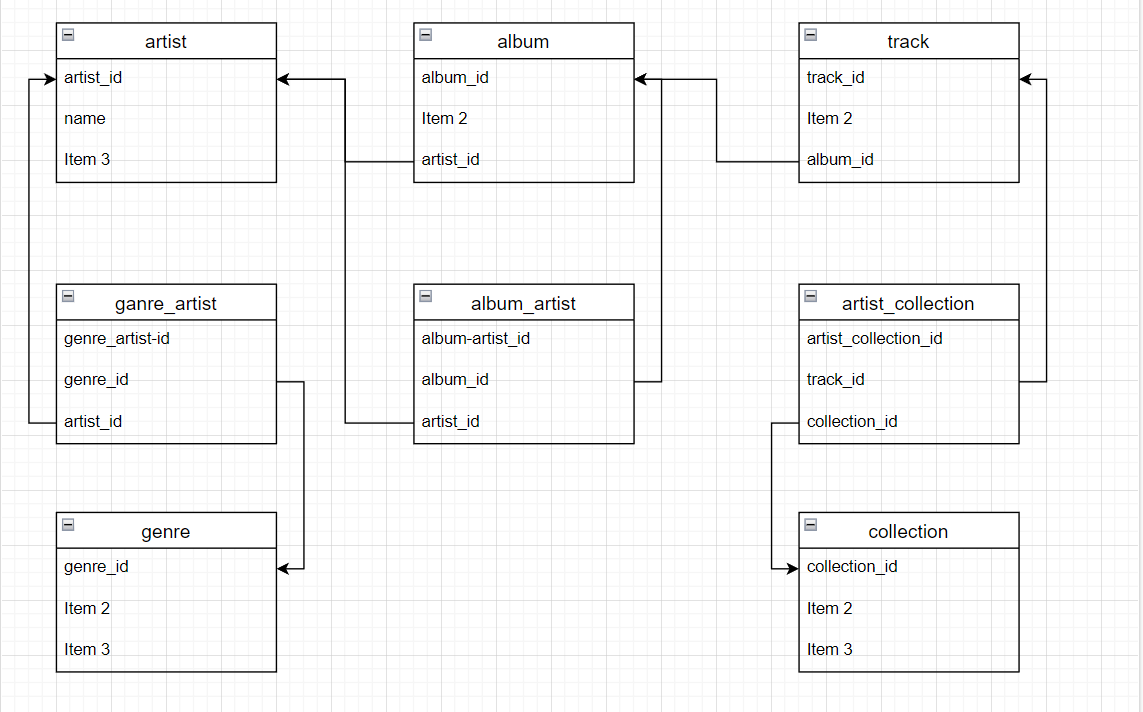 artist
artist_id
name
Item 3
album
album_id
Item 2
artist_id
track
track_id
Item 2
album_id
ganre_artist
genre_artist-id
genre_id
artist_id
album_artist
album-artist_id
album_id
artist_id
artist_collection
artist_collection_id
track_id
collection_id
genre
genre_id
Item 2
Item 3
collection
collection_id
Item 2
Item 3